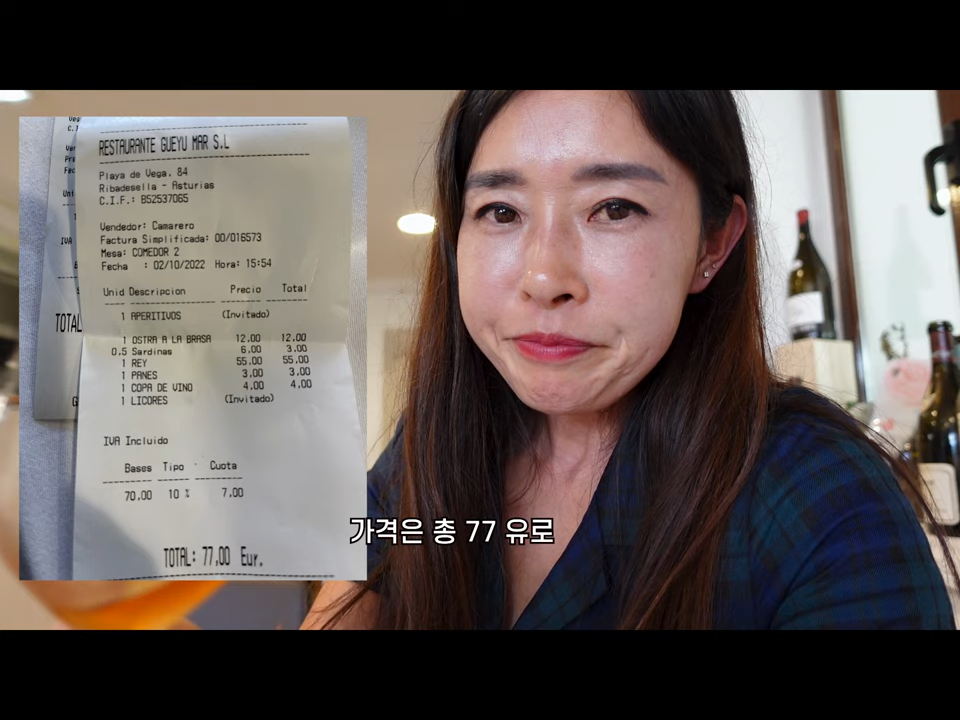 RESTAURANTE GUEYU MAR S.L
Playa de Vega, 84
Ribadesella - Asturias
C.I.F.: B52537065
Vendedor: Camarero
Factura Simplificada: 00/016573
Mesa: COMEDOR 2
Fecha : 02/10/2022 Hora: 15:54
Unid Descripcion Precio Total
1 APERITIVOS (Invitado)
1 OSTRA A LA BRASA 12,00 12,00
0.5 Sardinas 6,00 3,00
1 REY 55,00 55,00
1 PANES 3,00 3,00
1 COPA DE VINO 4,00 4,00
1 LICORES (Invitado)
IVA Incluido
Bases Tipo Cuota
70.00 10 % 7.00
TOTAL: 77,00 Eur.
IVA
TOTAL
가격은 총 77 유로